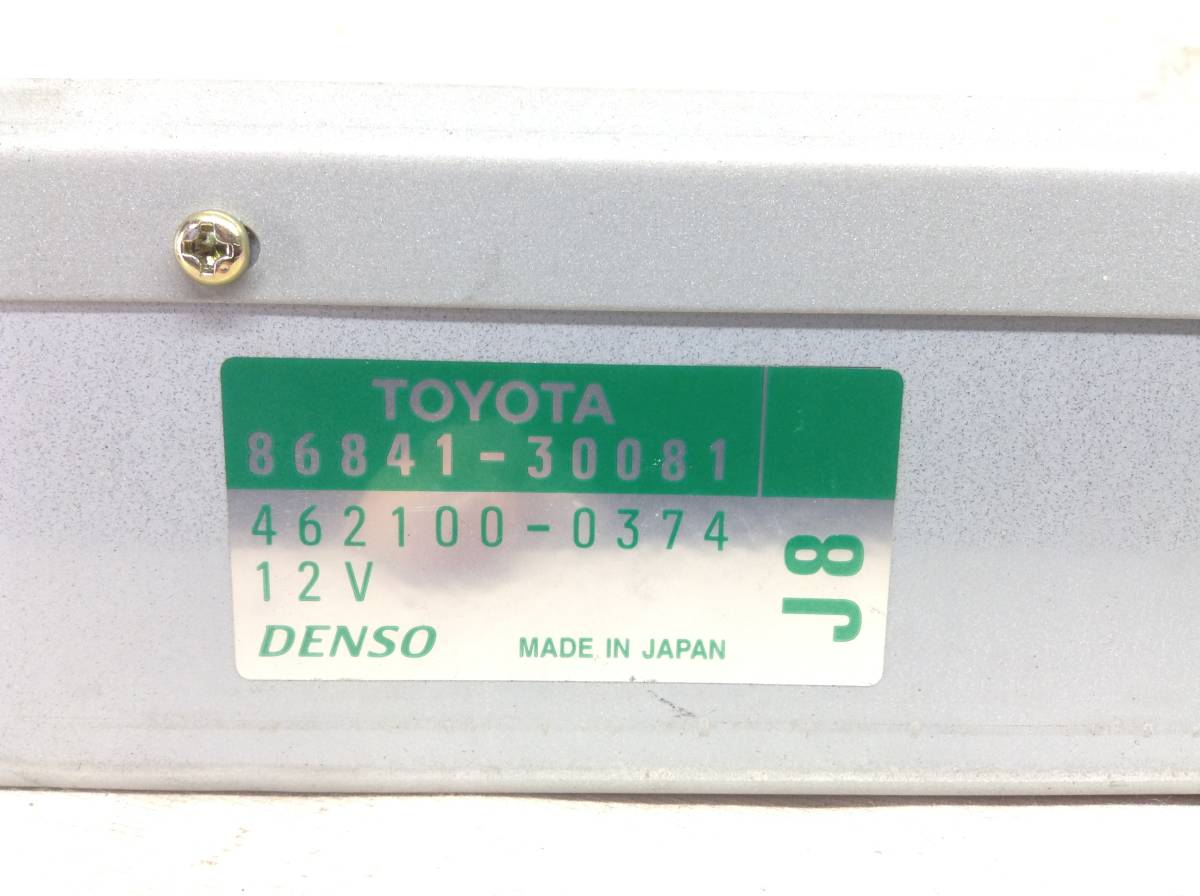 TOYOTA
86841-30081
462100-0374
12V
DENSO MADE IN JAPAN
J8